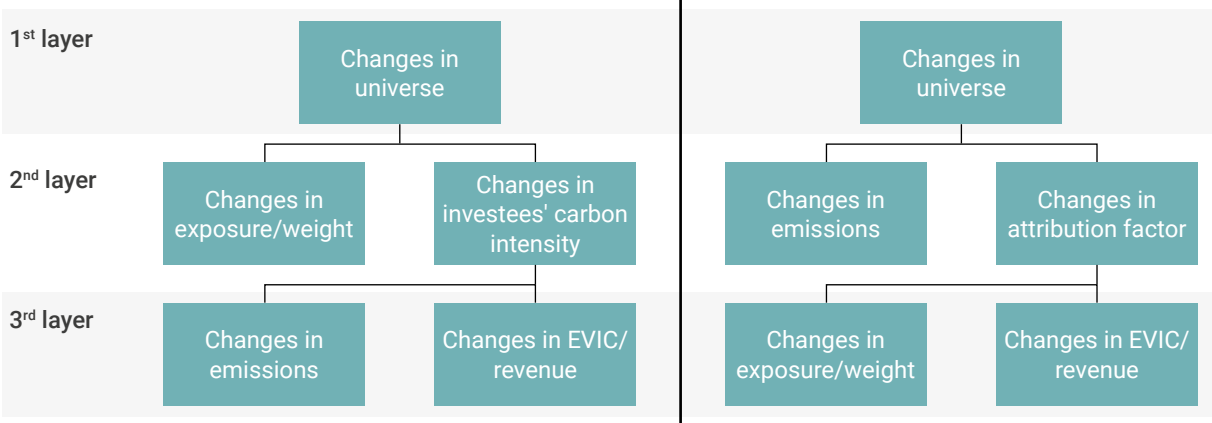 1st layer
Changes in
universe
Changes in
universe
2nd layer
Changes in
exposure/weight
Changes in
investees' carbon
intensity
Changes in
emissions
Changes in
attribution factor
3rd layer
Changes in
emissions
Changes in EVIC/
revenue
Changes in
exposure/weight
Changes in EVIC/
revenue